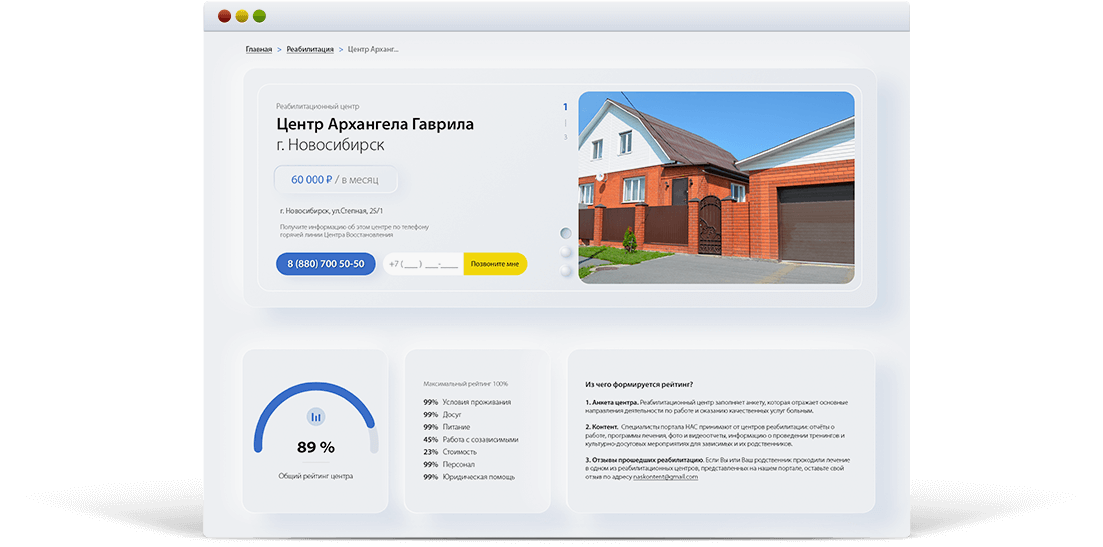 Главная > Реабилитация > Центр Арханг...
Реабилитационный центр
Центр Архангела Гаврила
г. Новосибирск
60 000 ₽ / в месяц
г. Новосибирск, ул.Степная, 25/1
Получите информацию об этом центре по телефону
горячей линии Центра Восстановления
8 (880) 700 50-50
+7 (___) ___-____
Позвоните мне
1
3
89 %
Общий рейтинг центра
Максимальный рейтинг 100%
99% Условия проживания
99% Досуг
99% Питание
45% Работа с созависимыми
23% Стоимость
99% Персонал
99% Юридическая помощь
Из чего формируется рейтинг?
1. Анкета центра. Реабилитационный центр заполняет анкету, которая отражает основные
направления деятельности по работе и оказанию качественных услуг больным.
2. Контент. Специалисты портала НАС принимают от центров реабилитации: отчёты о
работе, программы лечения, фото и видеоотчеты, информацию о проведении тренингов и
культурно-досуговых мероприятий для зависимых и их родственников.
3. Отзывы прошедших реабилитацию. Если Вы или Ваш родственник проходили лечение
в одном из реабилитационных центров, представленных на нашем портале, оставьте свой
отзыв по адресу naskontent@gmail.com